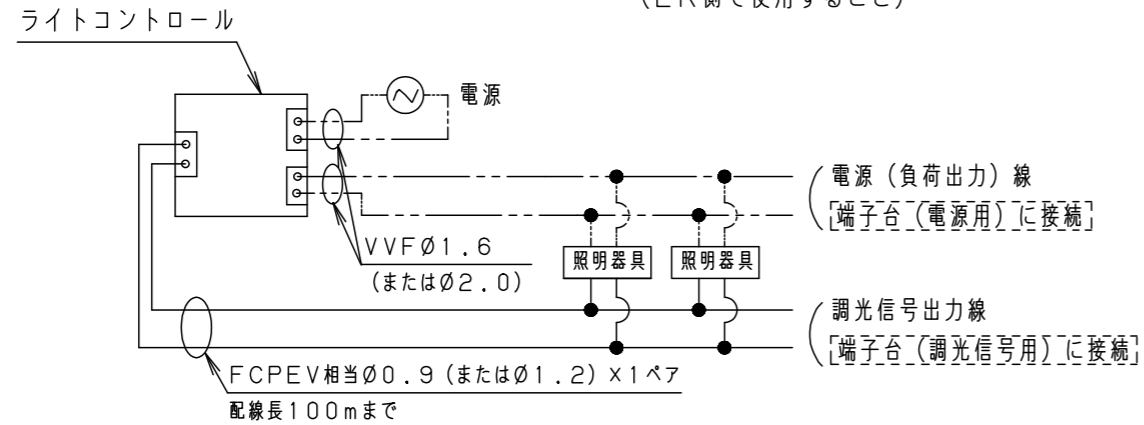 ライトコントロール
電源
電源（負荷出力）線
端子台（電源用）に接続
VVFØ1.6
（またはØ2.0）
照明器具
照明器具
調光信号出力線
端子台（調光信号用）に接続
FCPEV相当Ø0.9（またはØ1.2）×1ペア
配線長100mまで